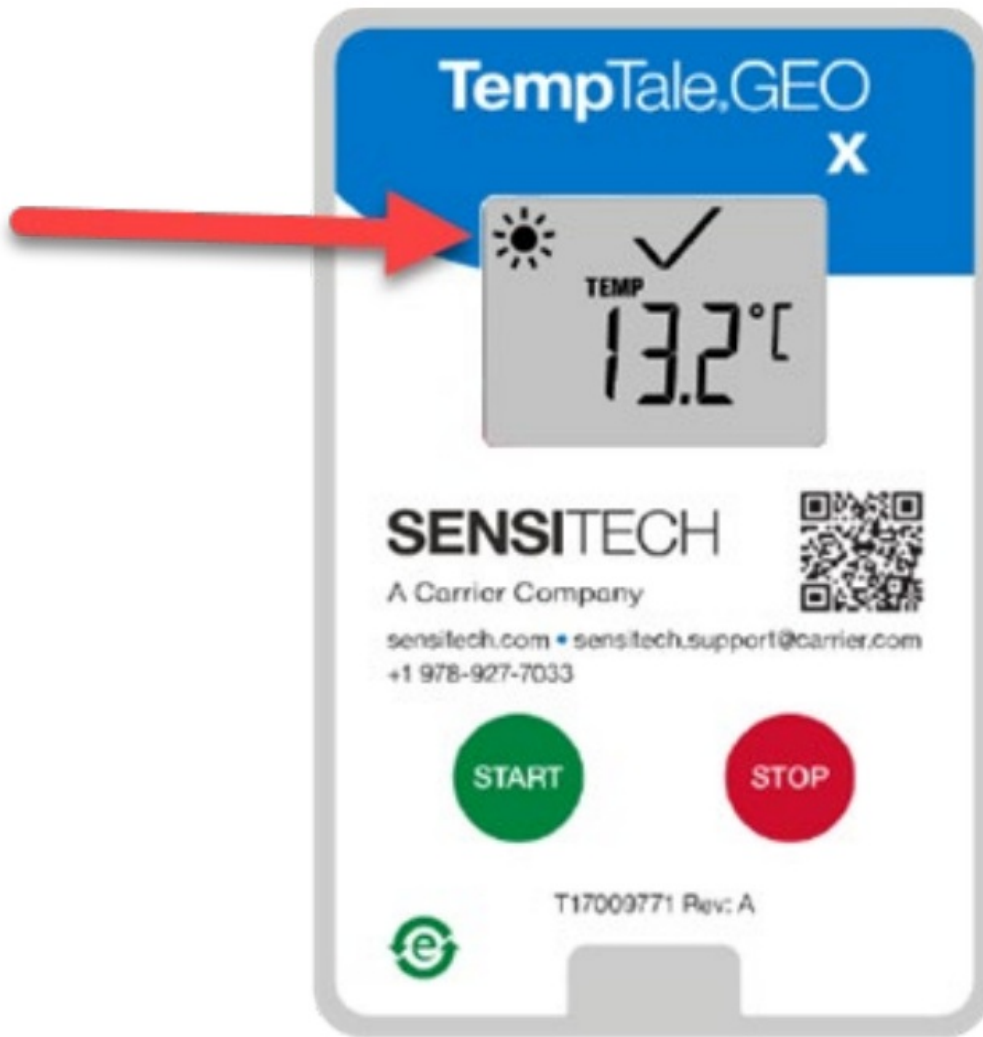 TempTale®GEO
X
TEMP
13.2°C
SENSITECH
A Carrier Company
sensitech.com • sensitech.support@carrier.com
+1 978-927-7033
START
STOP
T17009771 Rev: A
e